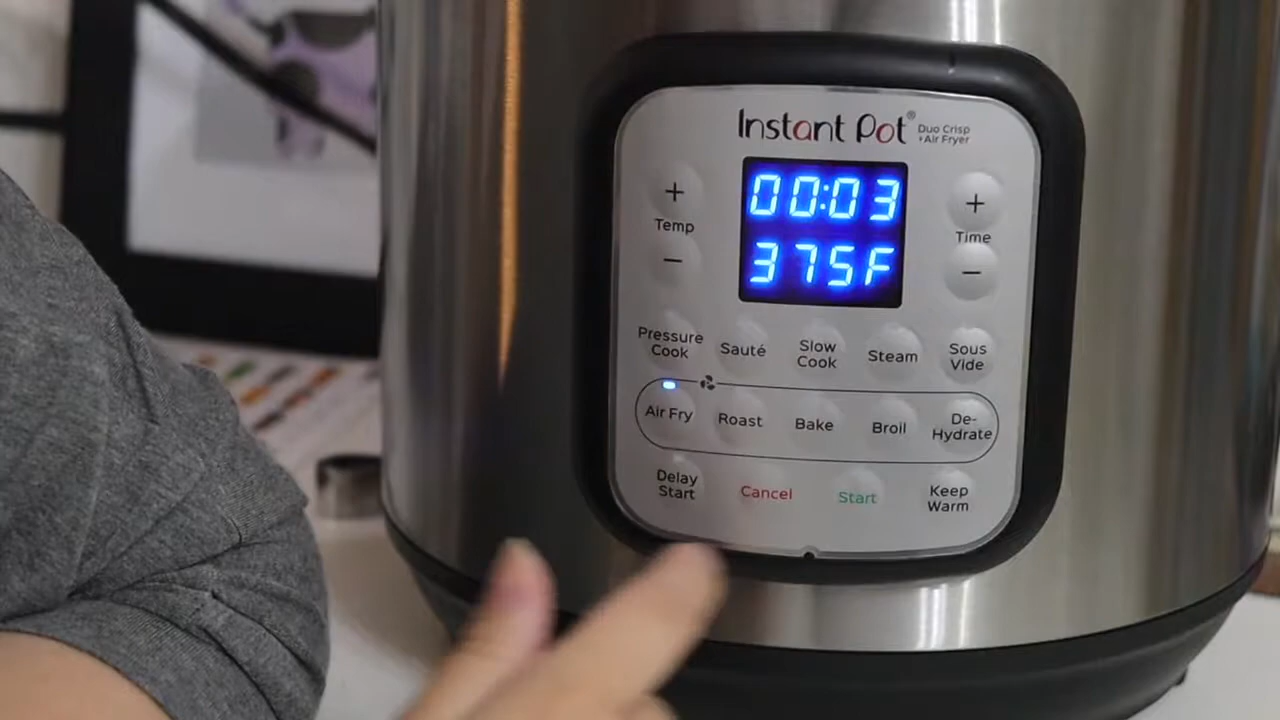 Instant Pot® Duo Crisp
+Air Fryer
00:03
375F
+
Temp
−
+
Time
−
Pressure
Cook
Sauté
Slow
Cook
Steam
Sous
Vide
Air Fry
Roast
Bake
Broil
De-
Hydrate
Delay
Start
Cancel
Start
Keep
Warm